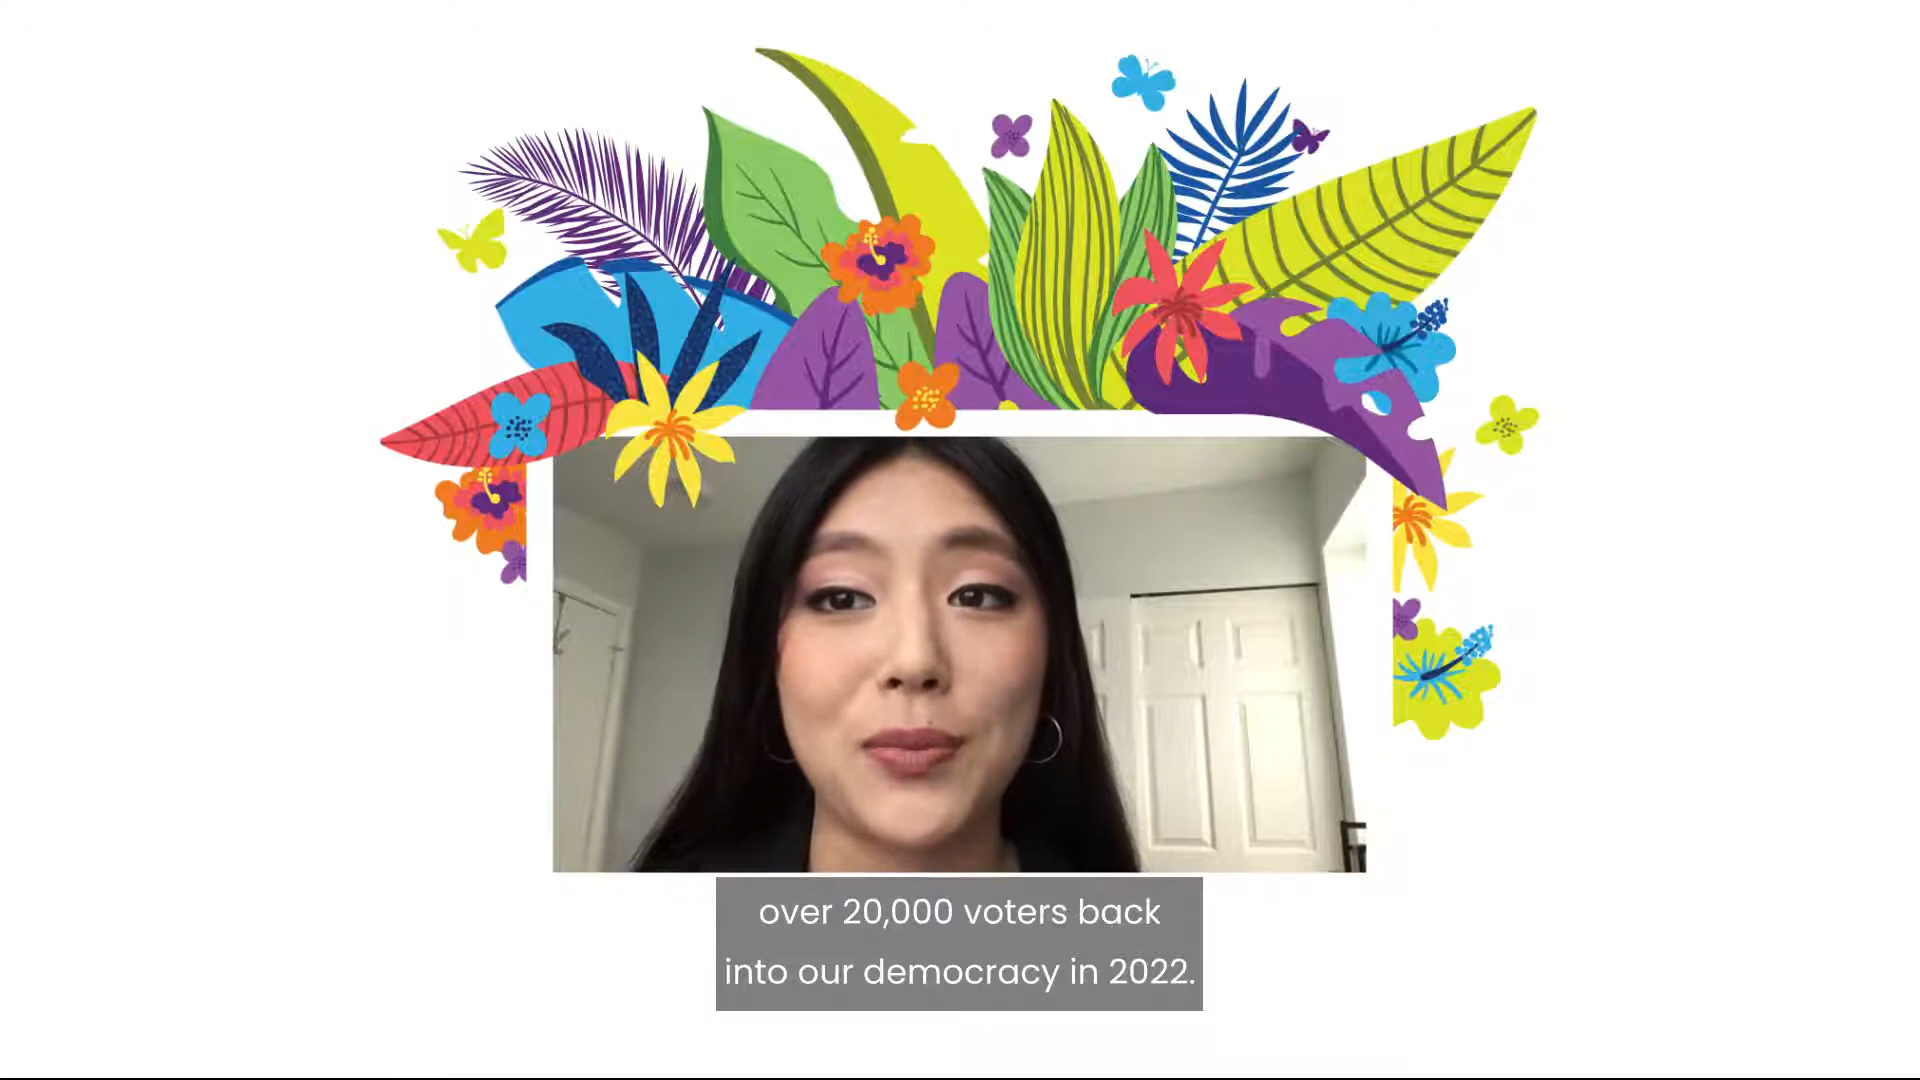 over 20,000 voters back
into our democracy in 2022.